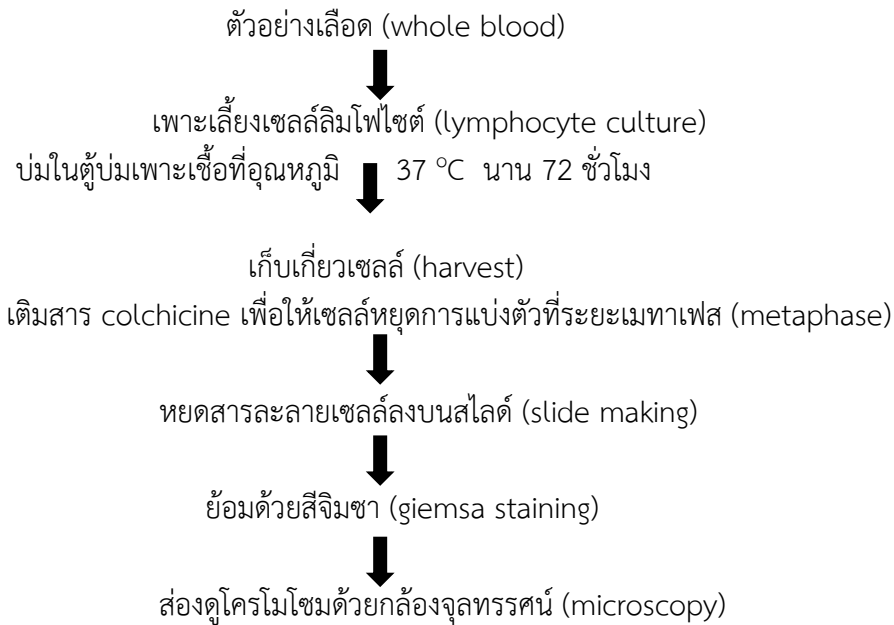 ตัวอย่างเลือด (whole blood)
เพาะเลี้ยงเซลล์ลิมโฟไซต์ (lymphocyte culture)
บ่มในตู้บ่มเพาะเชื้อที่อุณหภูมิ 37 °C นาน 72 ชั่วโมง
เก็บเกี่ยวเซลล์ (harvest)
เติมสาร colchicine เพื่อให้เซลล์หยุดการแบ่งตัวที่ระยะเมทาเฟส (metaphase)
หยดสารละลายเซลล์ลงบนสไลด์ (slide making)
ย้อมด้วยสีจิมซา (giemsa staining)
ส่องดูโครโมโซมด้วยกล้องจุลทรรศน์ (microscopy)